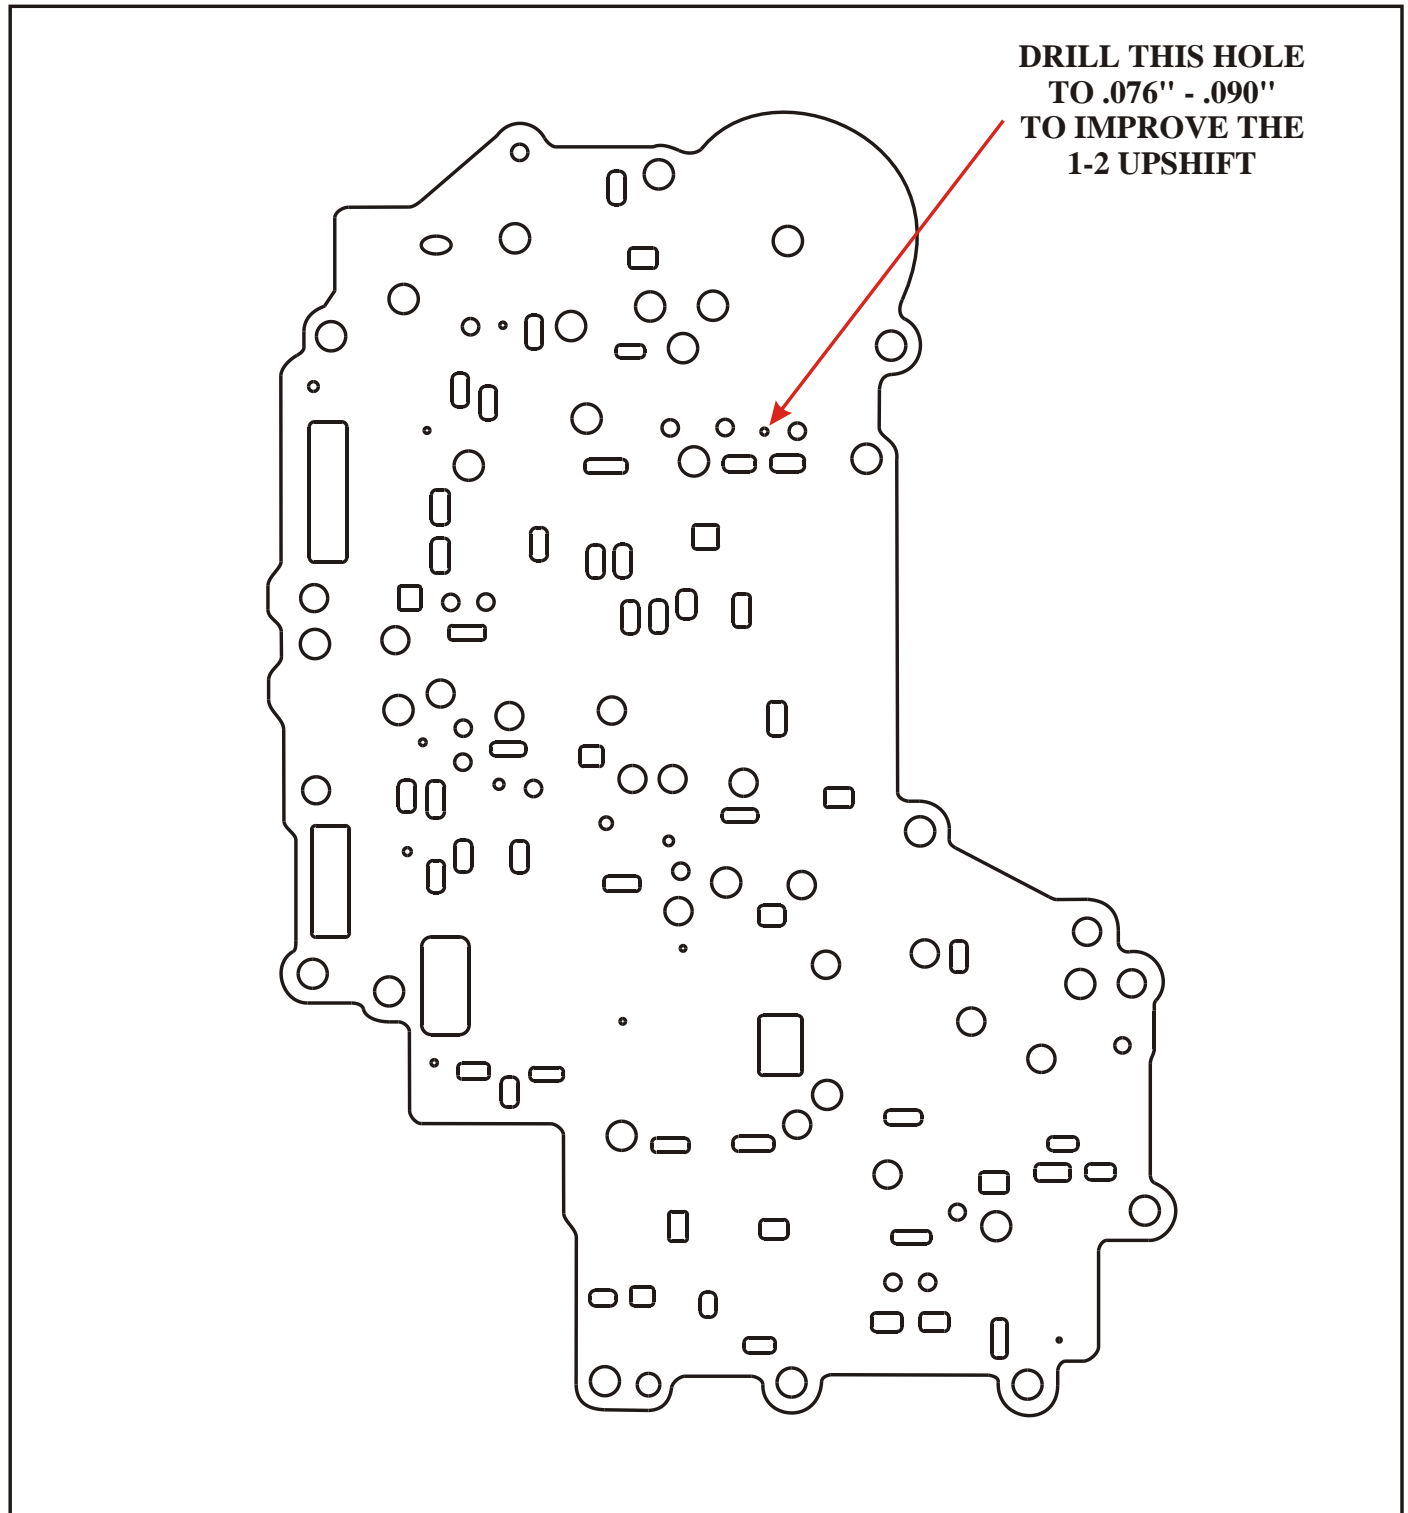 DRILL THIS HOLE
TO .076" - .090"
TO IMPROVE THE
1-2 UPSHIFT